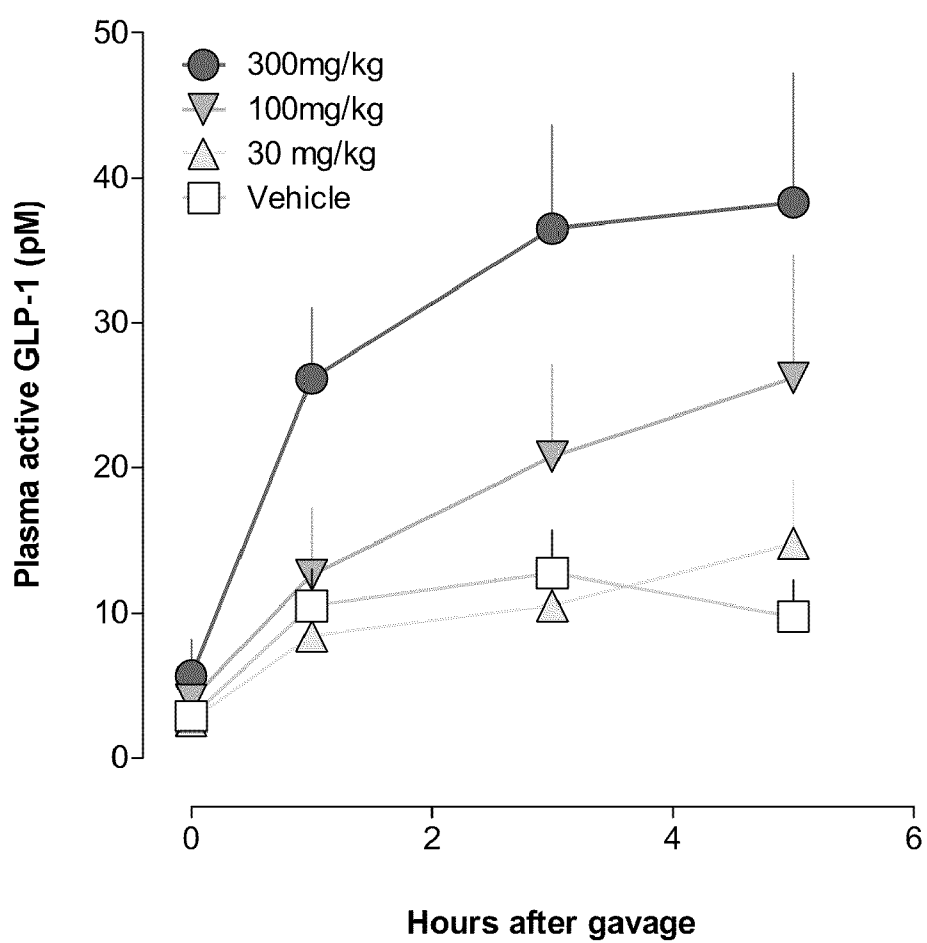 50
40
30
20
10
0
Plasma active GLP-1 (pM)
300mg/kg
100mg/kg
30 mg/kg
Vehicle
0 2 4 6
Hours after gavage